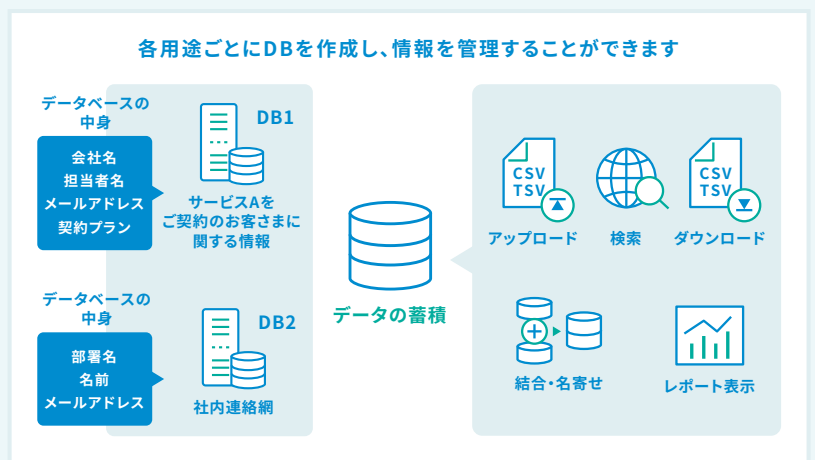 各用途ごとにDBを作成し、情報を管理することができます
データベースの
中身
会社名
担当者名
メールアドレス
契約プラン
DB1
サービスAを
ご契約のお客さまに
関する情報
データベースの
中身
部署名
名前
メールアドレス
DB2
社内連絡網
データの蓄積
CSV
TSV
アップロード
検索
CSV
TSV
ダウンロード
結合・名寄せ
レポート表示